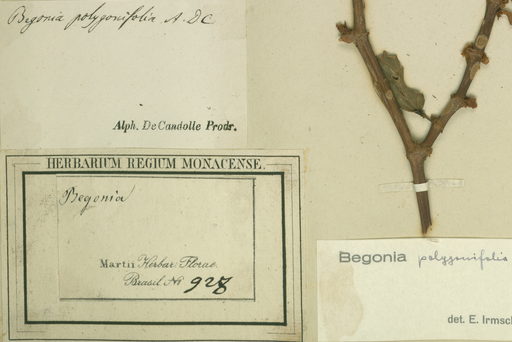 Begonia polygonifolia A. DC
Alph. DeCandolle Prodr.
HERBARIUM REGIUM MONACENSE.
Begonia
Martii Herbar. Florae
Brasil No 928
Begonia polygonifolia
det. E. Irmsch